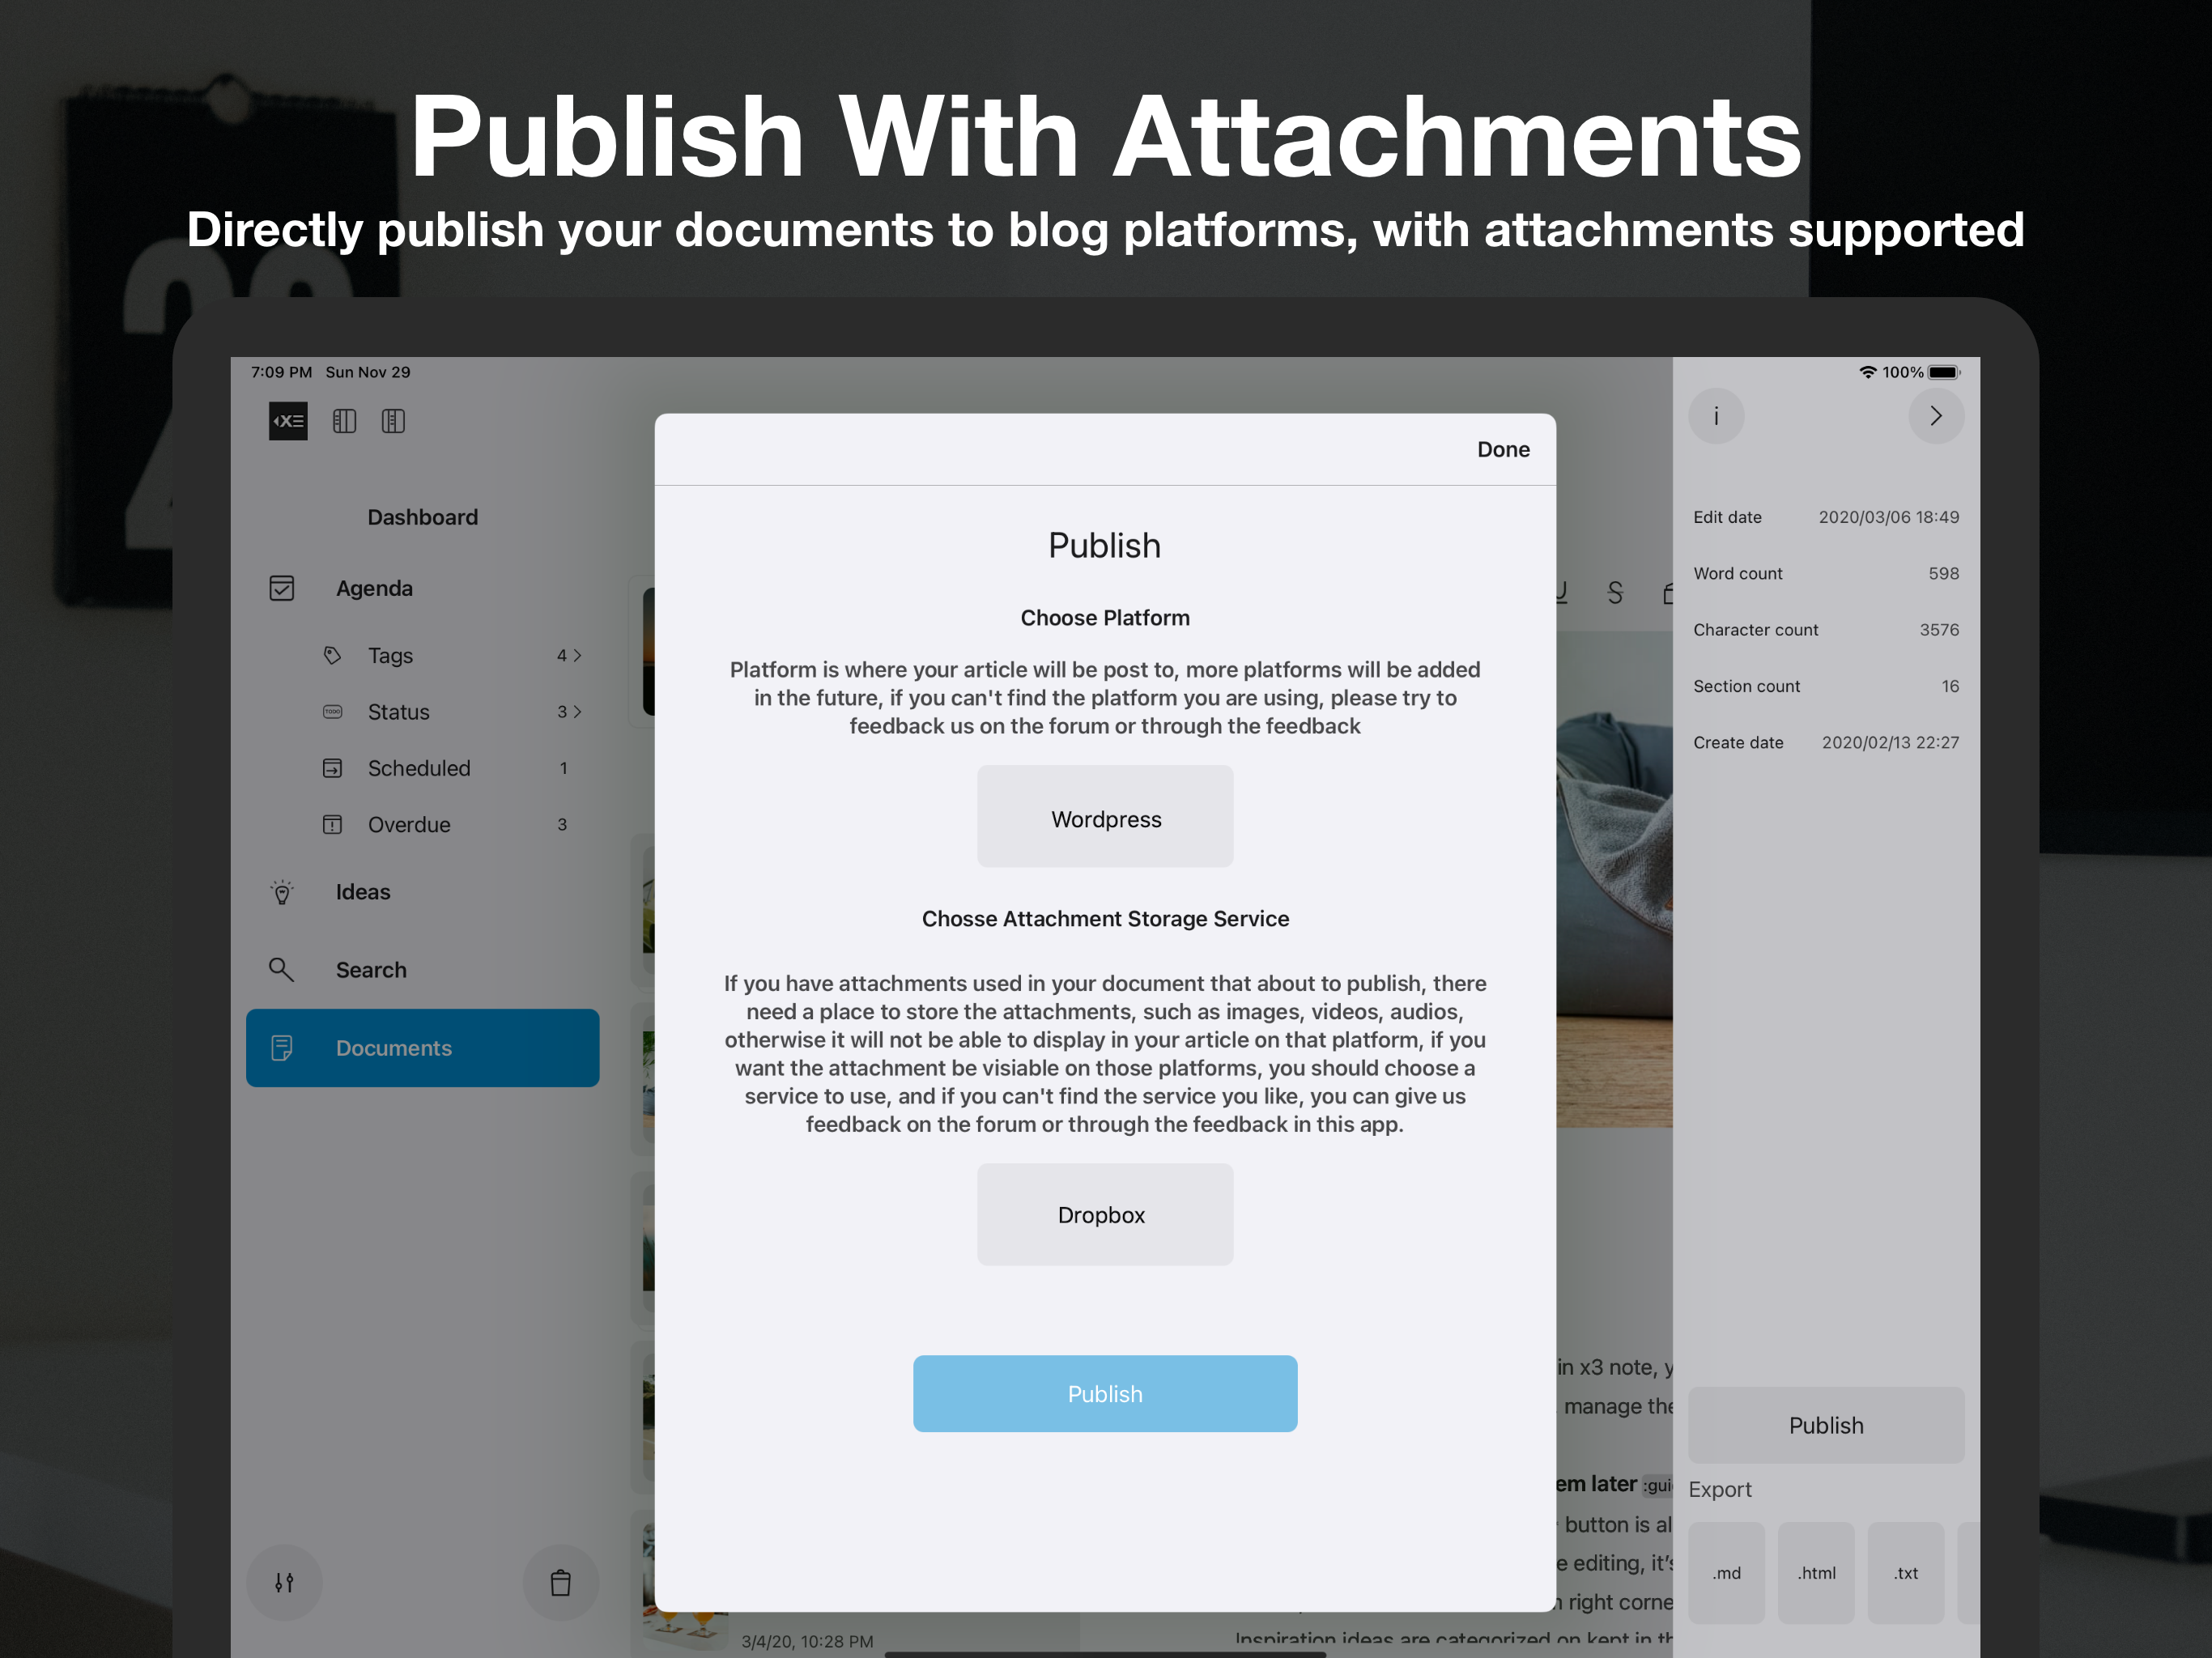 Publish With Attachments
Directly publish your documents to blog platforms, with attachments supported
7:09 PM Sun Nov 29
100%
Done
i
Dashboard
Agenda
Tags 4
Status 3
Scheduled 1
Overdue 3
Ideas
Search
Documents
Publish
Choose Platform
Platform is where your article will be post to, more platforms will be added
in the future, if you can't find the platform you are using, please try to
feedback us on the forum or through the feedback
Wordpress
Chosse Attachment Storage Service
If you have attachments used in your document that about to publish, there
need a place to store the attachments, such as images, videos, audios,
otherwise it will not be able to display in your article on that platform, if you
want the attachment be visiable on those platforms, you should choose a
service to use, and if you can't find the service you like, you can give us
feedback on the forum or through the feedback in this app.
Dropbox
Publish
U S
Edit date 2020/03/06 18:49
Word count 598
Character count 3576
Section count 16
Create date 2020/02/13 22:27
in x3 note, y
manage the
em later :gui
button is al
e editing, it's
right corne
Inspiration ideas are categorized on kept in th
3/4/20, 10:28 PM
Publish
Export
.md .html .txt